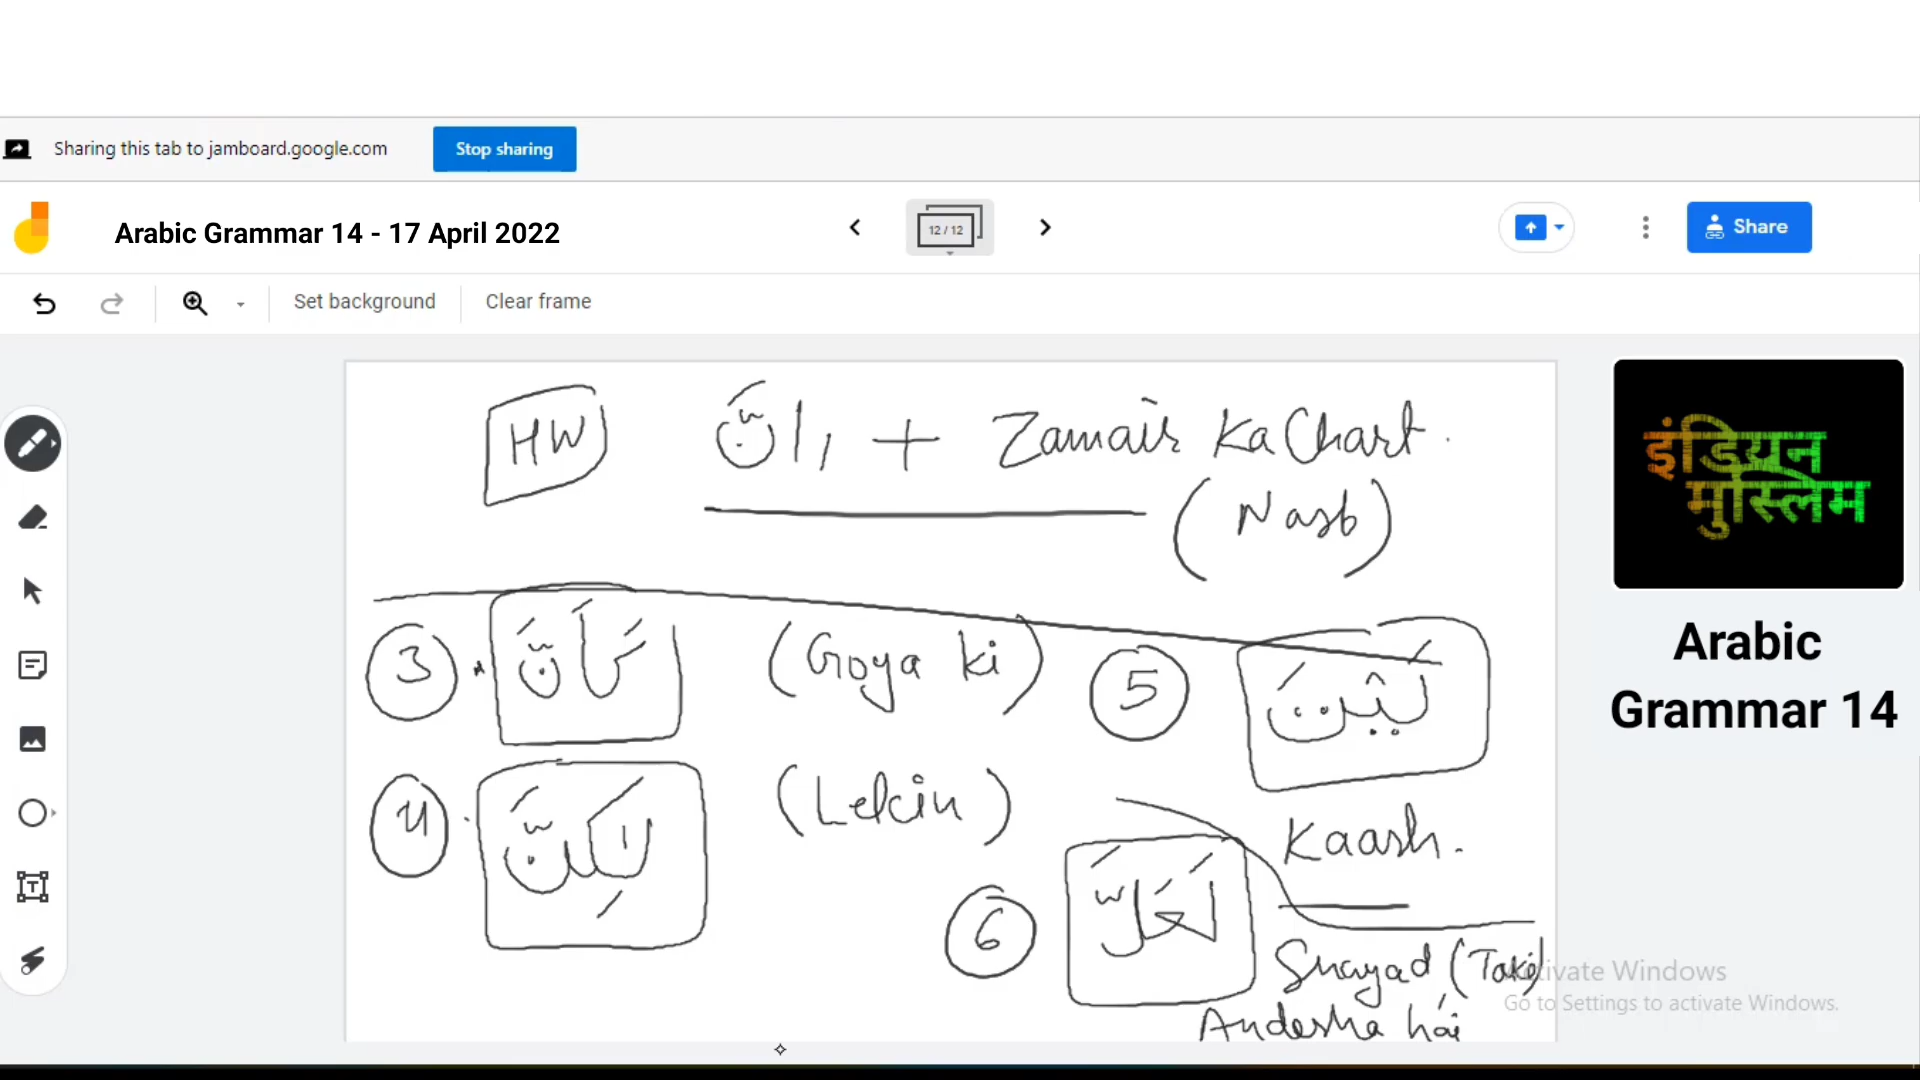 Sharing this tab to jamboard.google.com
Stop sharing
Arabic Grammar 14 - 17 April 2022
12 / 12
Share
Set background
Clear frame
HW
اِنَّ + Zamair Ka Chart.
(Nasb)
3. كَاَنَّ (Goya ki)
4. لَكِنَّ (Lekin)
5 لَيْتَ
Kaash.
6 لَعَلَّ
Shayad (Take)
Andesha hai
इंडियन
मुस्लिम
Arabic
Grammar 14
Activate Windows
Go to Settings to activate Windows.